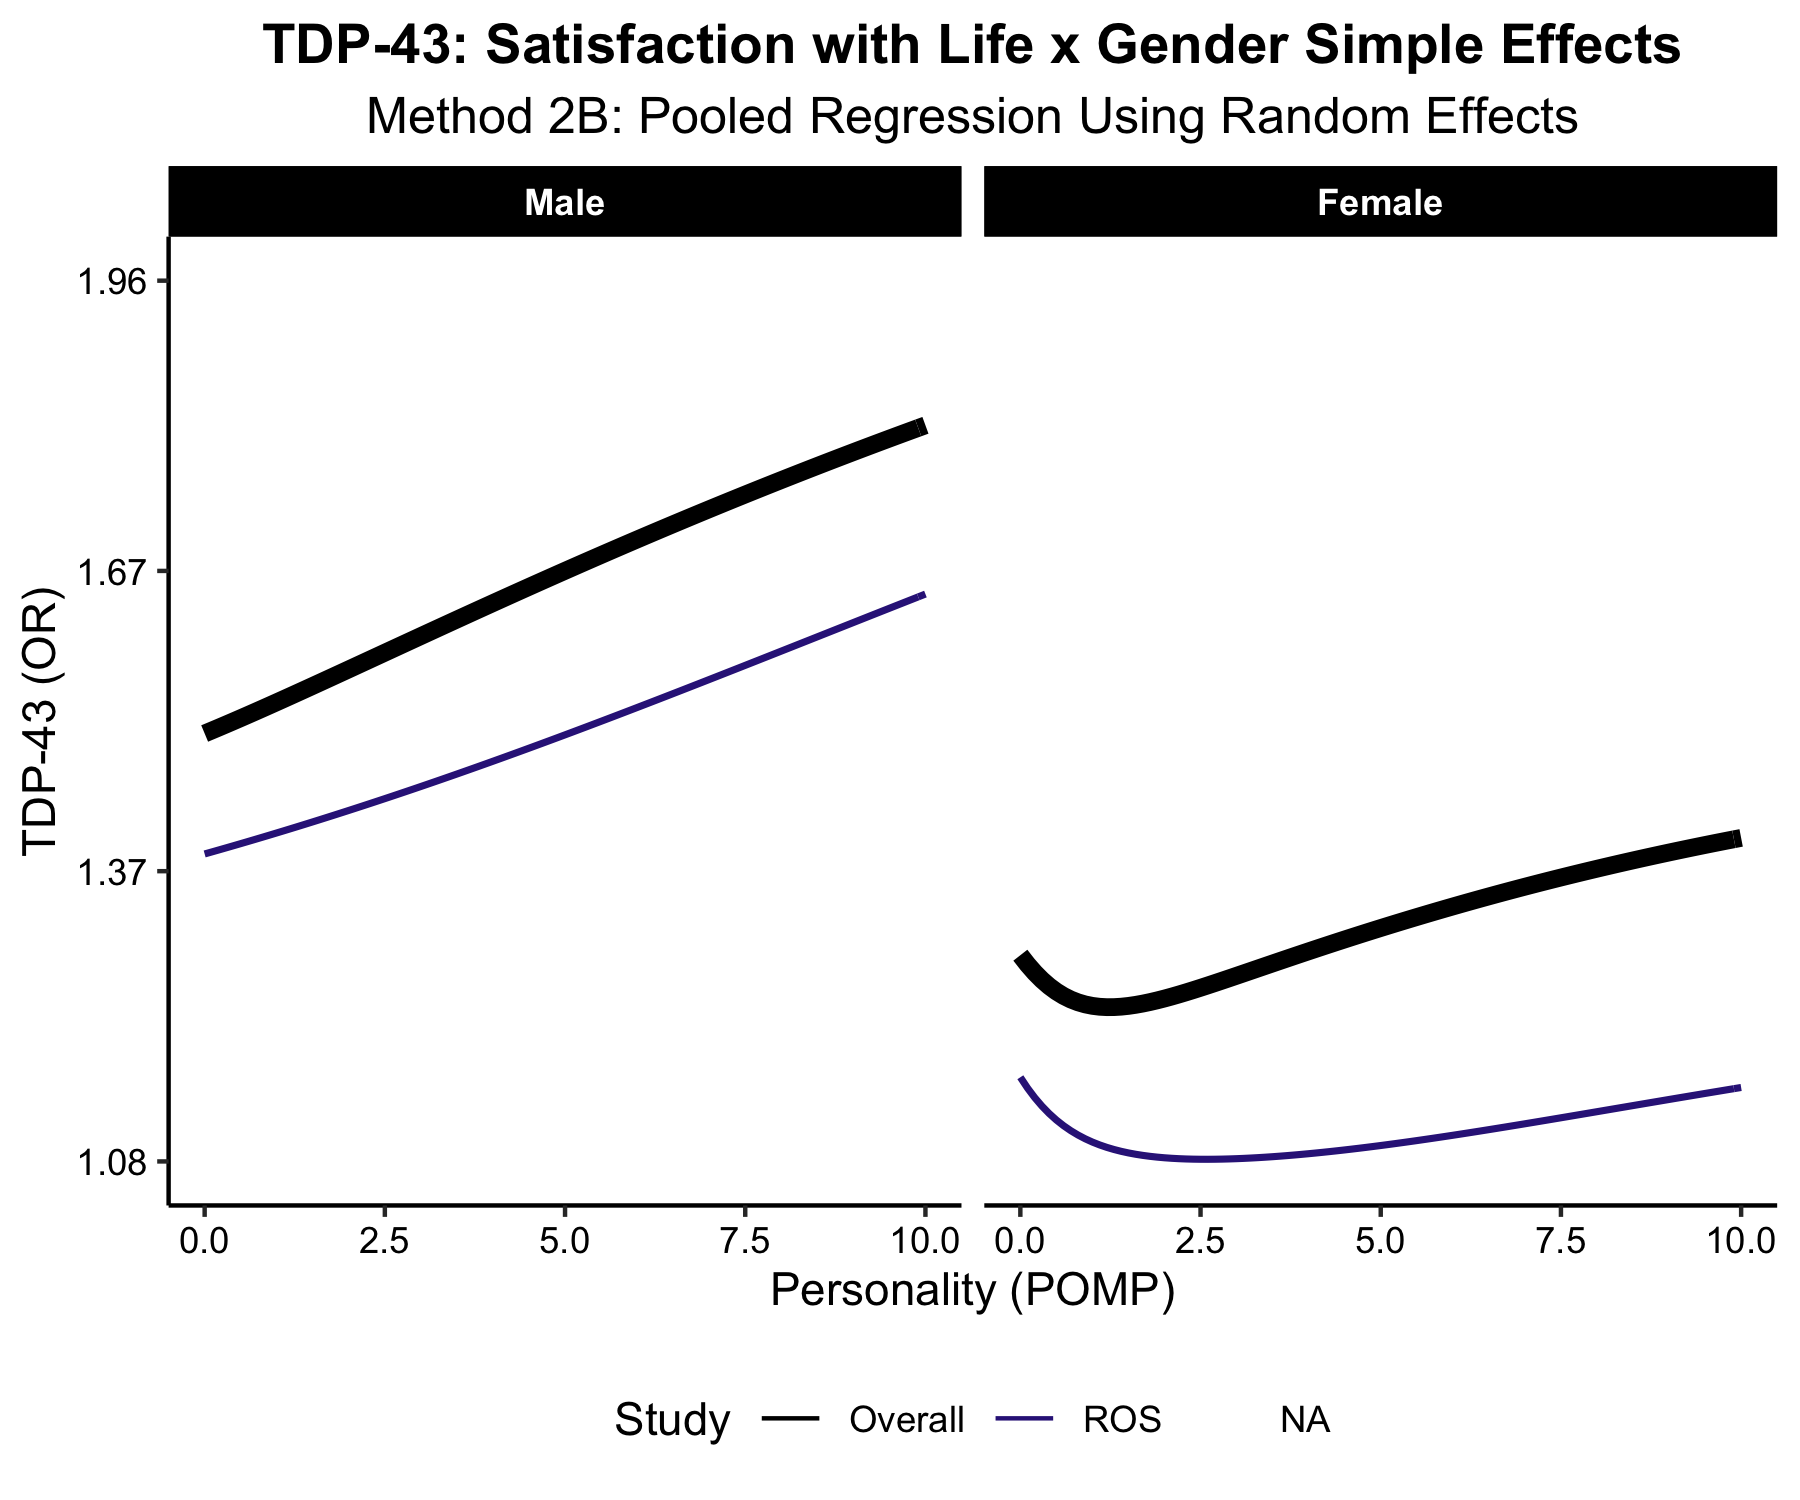 TDP-43: Satisfaction with Life x Gender Simple Effects
Method 2B: Pooled Regression Using Random Effects
Male Female
1.96
1.67
1.37
1.08
TDP-43 (OR)
0.0 2.5 5.0 7.5 10.0 0.0 2.5 5.0 7.5 10.0
Personality (POMP)
Study Overall ROS NA